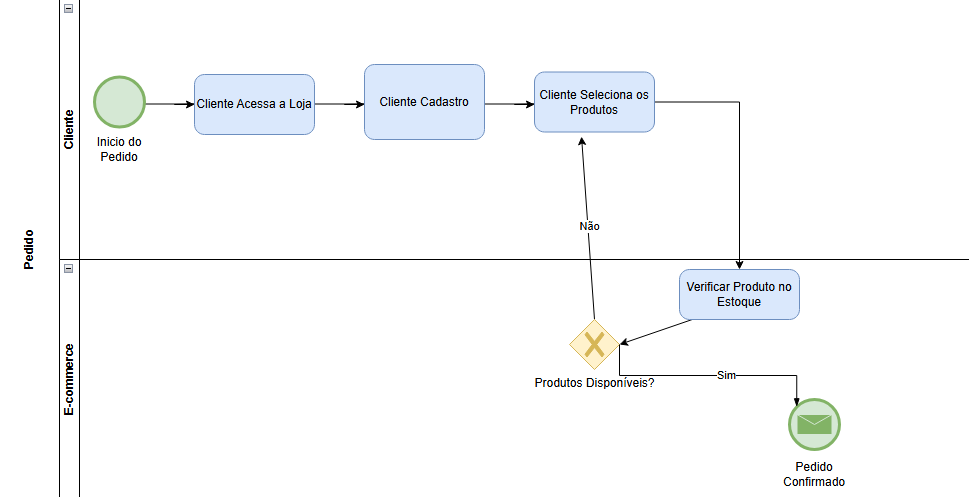 Pedido
Cliente
Inicio do
Pedido
Cliente Acessa a Loja
Cliente Cadastro
Cliente Seleciona os
Produtos
Não
E-commerce
Verificar Produto no
Estoque
Produtos Disponíveis?
Sim
Pedido
Confirmado